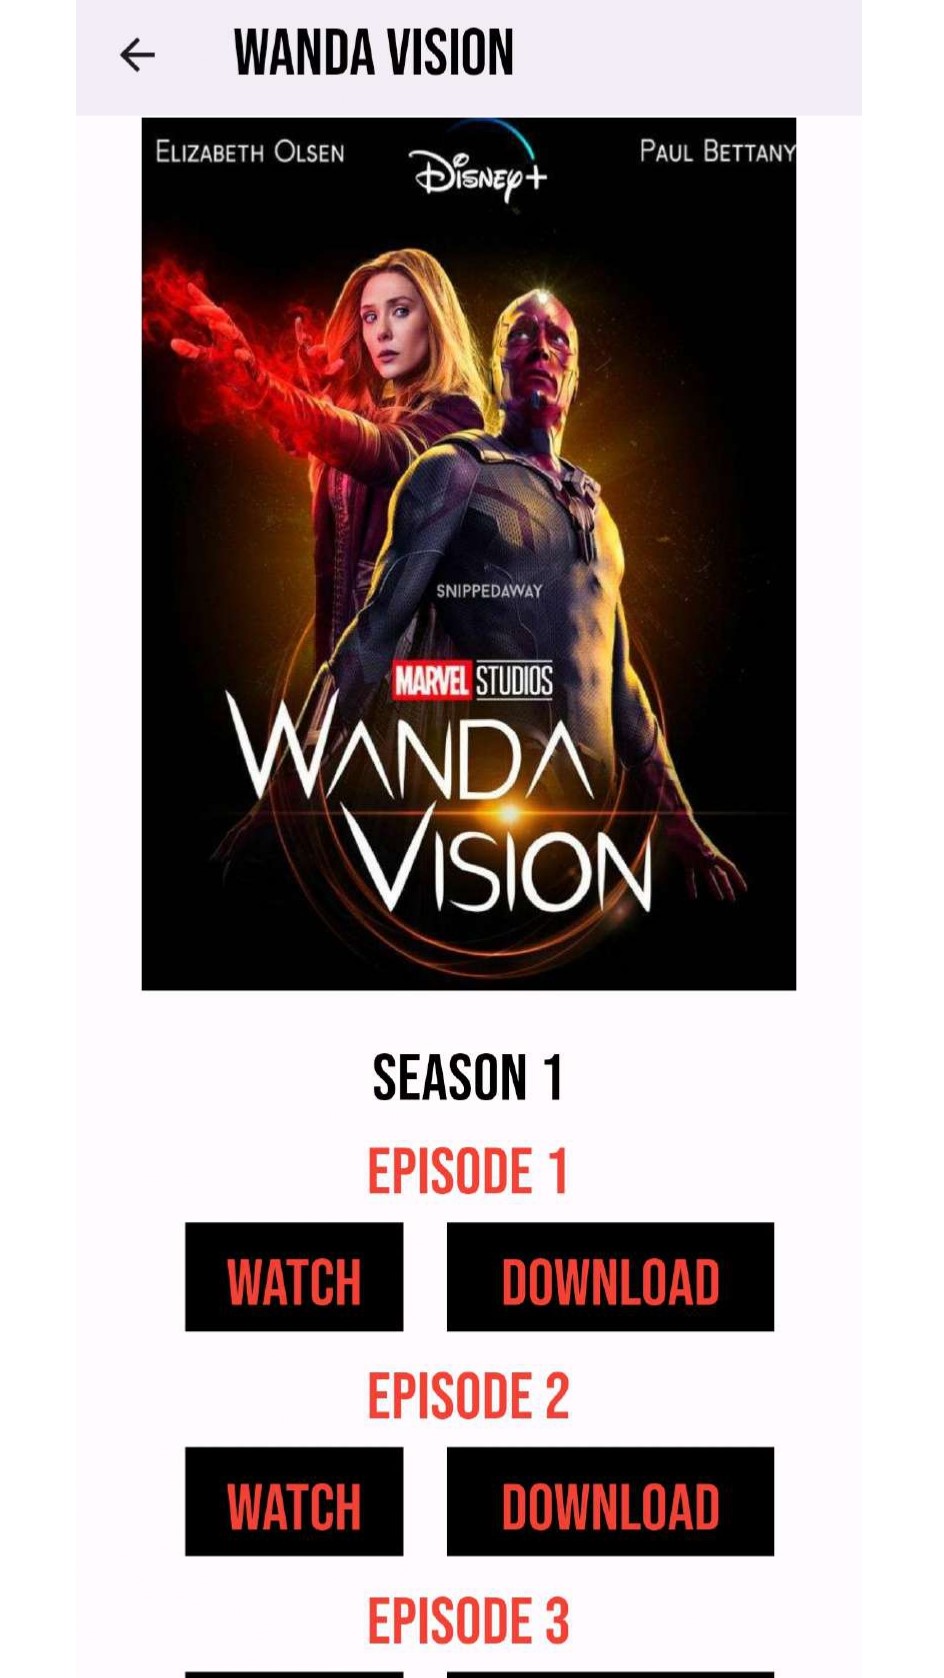 WANDA VISION
ELIZABETH OLSEN Disney+ PAUL BETTANY
SNIPPEDAWAY
MARVEL STUDIOS
WANDA
VISION
SEASON 1
EPISODE 1
WATCH DOWNLOAD
EPISODE 2
WATCH DOWNLOAD
EPISODE 3